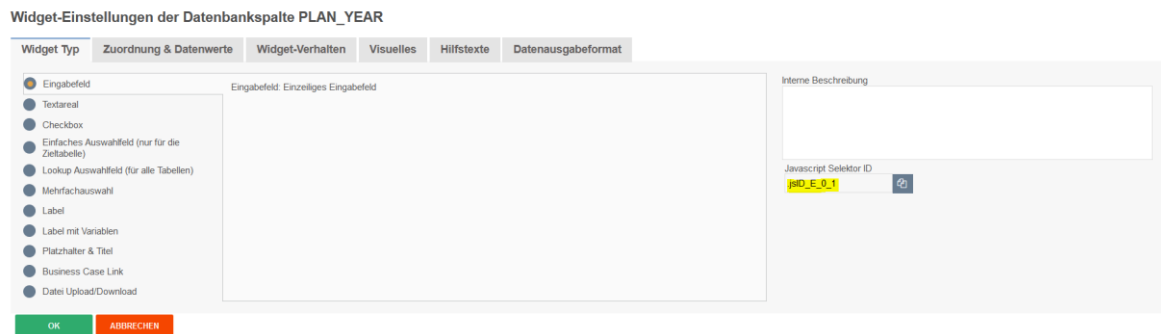 Widget-Einstellungen der Datenbankspalte PLAN_YEAR
Widget Typ
Zuordnung & Datenwerte
Widget-Verhalten
Visuelles
Hilfstexte
Datenausgabeformat
Eingabefeld
Textareal
Checkbox
Einfaches Auswahlfeld (nur für die
Zieltabelle)
Lookup Auswahlfeld (für alle Tabellen)
Mehrfachauswahl
Label
Label mit Variablen
Platzhalter & Titel
Business Case Link
Datei Upload/Download
Eingabefeld: Einzeiliges Eingabefeld
Interne Beschreibung
Javascript Selektor ID
.jsID_E_0_1
OK
ABBRECHEN